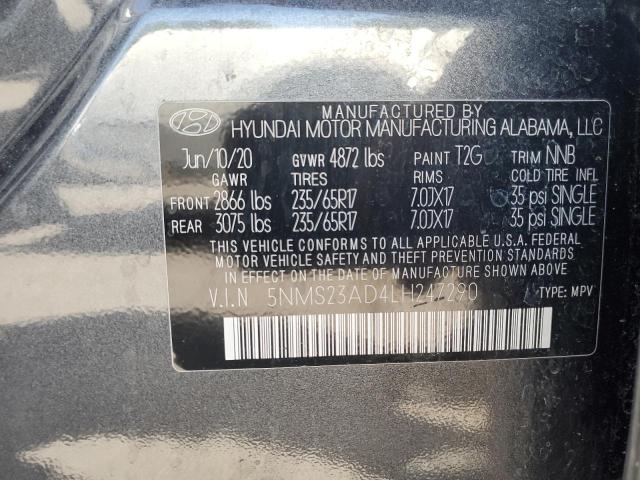 MANUFACTURED BY
HYUNDAI MOTOR MANUFACTURING ALABAMA, LLC
Jun/10/20 GVWR 4872 lbs PAINT T2G TRIM NNB
GAWR TIRES RIMS COLD TIRE INFL
FRONT 2866 lbs 235/65R17 7.0JX17 35 psi SINGLE
REAR 3075 lbs 235/65R17 7.0JX17 35 psi SINGLE
THIS VEHICLE CONFORMS TO ALL APPLICABLE U.S.A. FEDERAL
MOTOR VEHICLE SAFETY AND THEFT PREVENTION STANDARDS
IN EFFECT ON THE DATE OF MANUFACTURE SHOWN ABOVE.
V.I.N 5NMS23AD4LH247290 TYPE: MPV